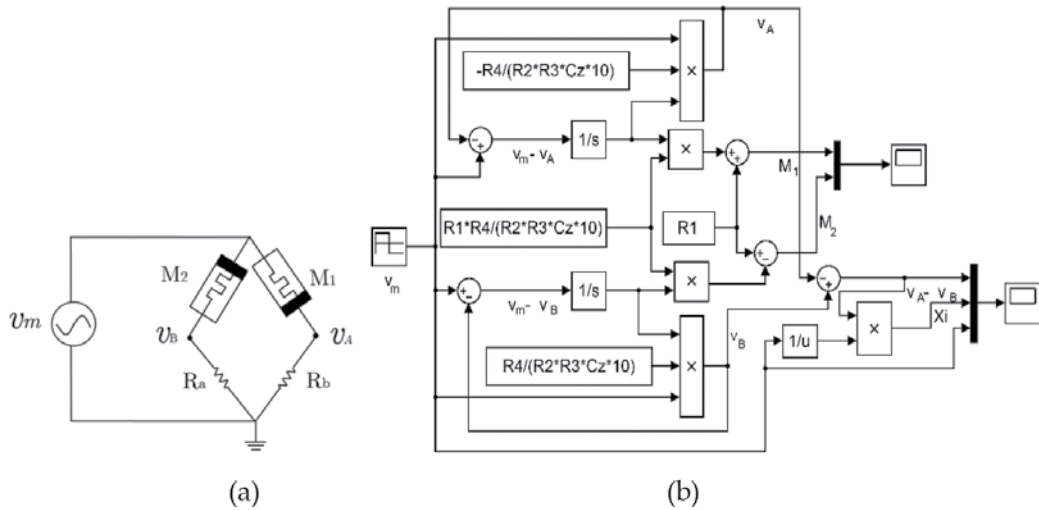 M₂
M₁
vm
vB
vA
Ra
Rb
(a)
vA
-R4/(R2*R3*Cz*10)
×
- +
vm - vA
1/s
×
+ +
M₁
R1*R4/(R2*R3*Cz*10)
R1
M₂
vm
+ -
vm - vB
1/s
×
+ -
- +
vA - vB
Xi
vB
×
1/u
R4/(R2*R3*Cz*10)
×
(b)